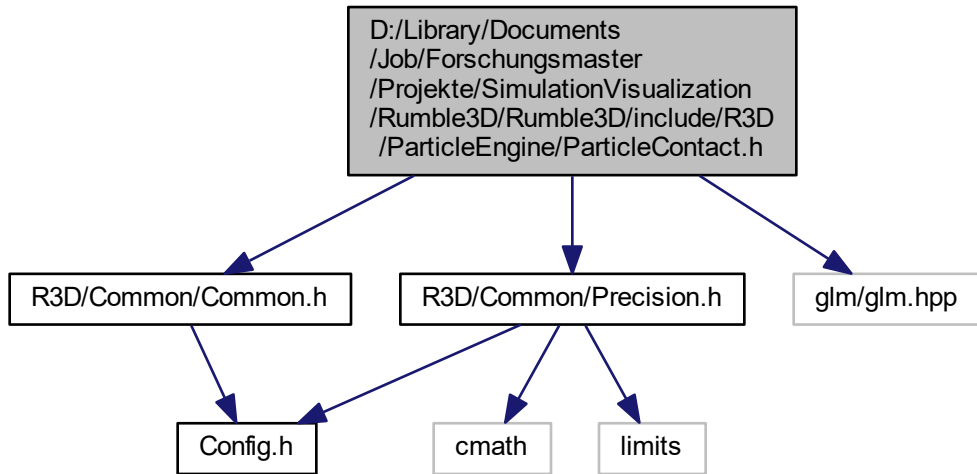 D:/Library/Documents
/Job/Forschungsmaster
/Projekte/SimulationVisualization
/Rumble3D/Rumble3D/include/R3D
/ParticleEngine/ParticleContact.h
R3D/Common/Common.h
R3D/Common/Precision.h
glm/glm.hpp
Config.h
cmath
limits